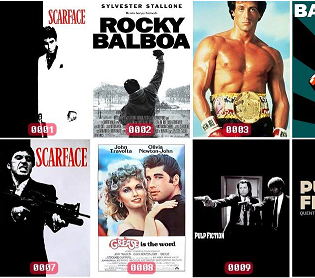 SCARFACE
0001
SYLVESTER STALLONE
ROCKY
BALBOA
0002
0003
BA
SCARFACE
0007
John
Travolta
Olivia
Newton-John
GREASE is the word
0008
PULP FICTION
0009
PU
F
QUENT